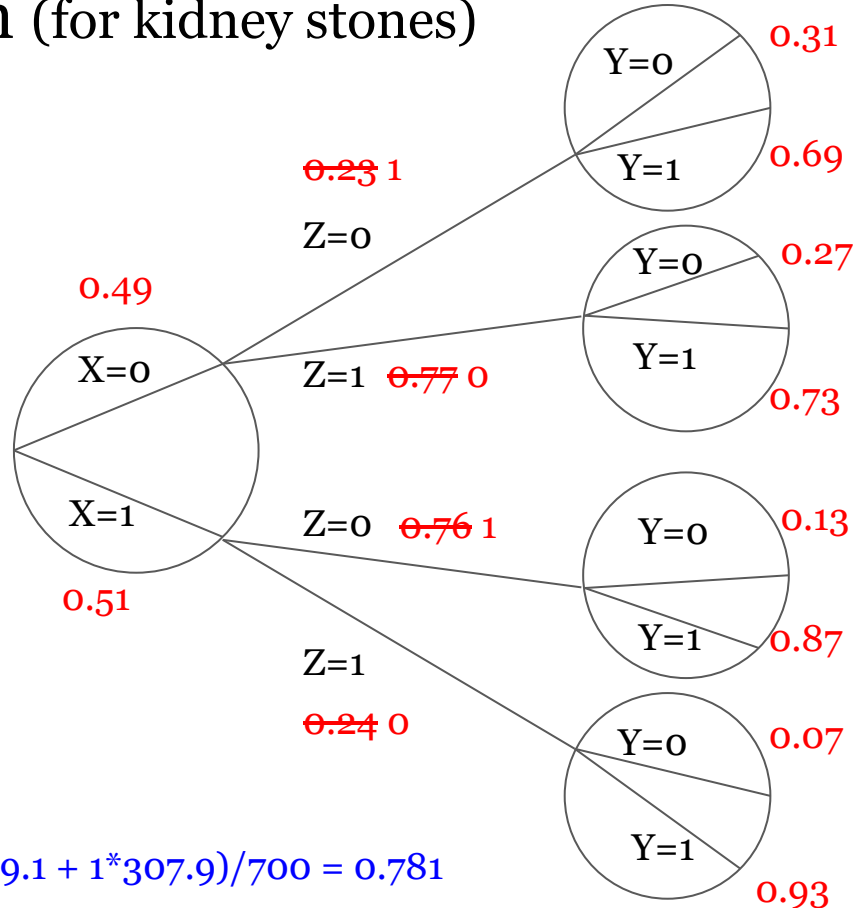 n (for kidney stones)
Y=0
0.31
0.23 1
Y=1
0.69
Z=0
Y=0
0.27
0.49
X=0
Z=1 0.77 0
Y=1
0.73
X=1
Z=0 0.76 1
Y=0
0.13
0.51
Y=1
0.87
Z=1
0.24 0
Y=0
0.07
Y=1
9.1 + 1*307.9)/700 = 0.781
0.93